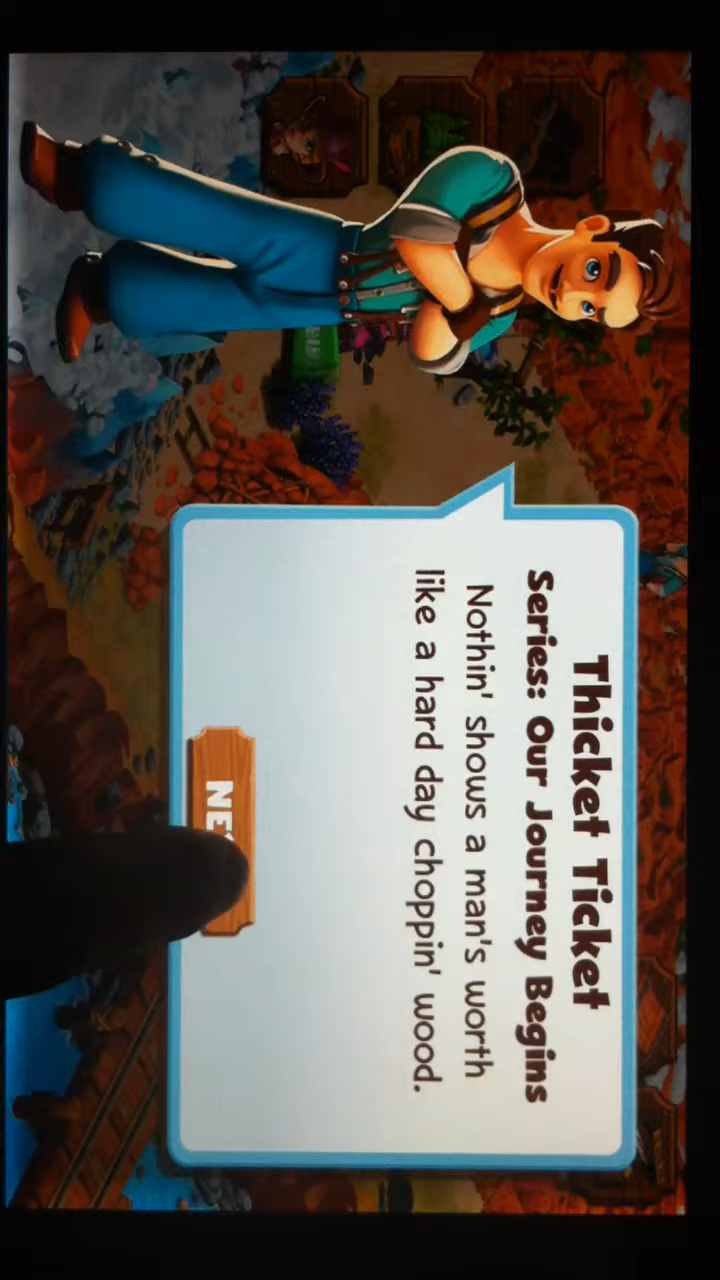 Thicket Ticket
Series: Our Journey Begins
Nothin' shows a man's worth
like a hard day choppin' wood.